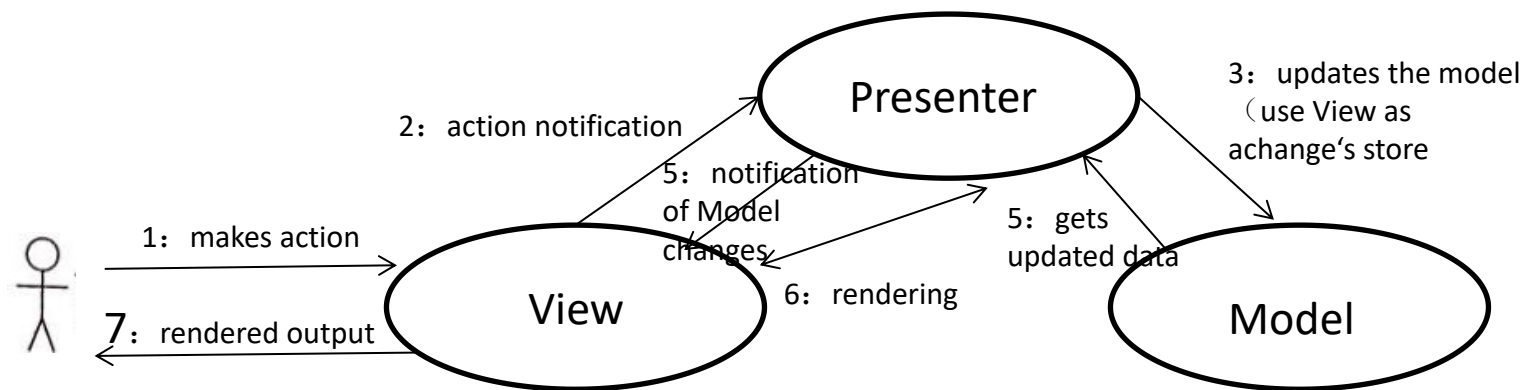 Presenter
3：updates the model
（use View as
achange‘s store
2：action notification
5：notification
of Model
changes
5：gets
updated data
1：makes action
6：rendering
View
Model
7：rendered output